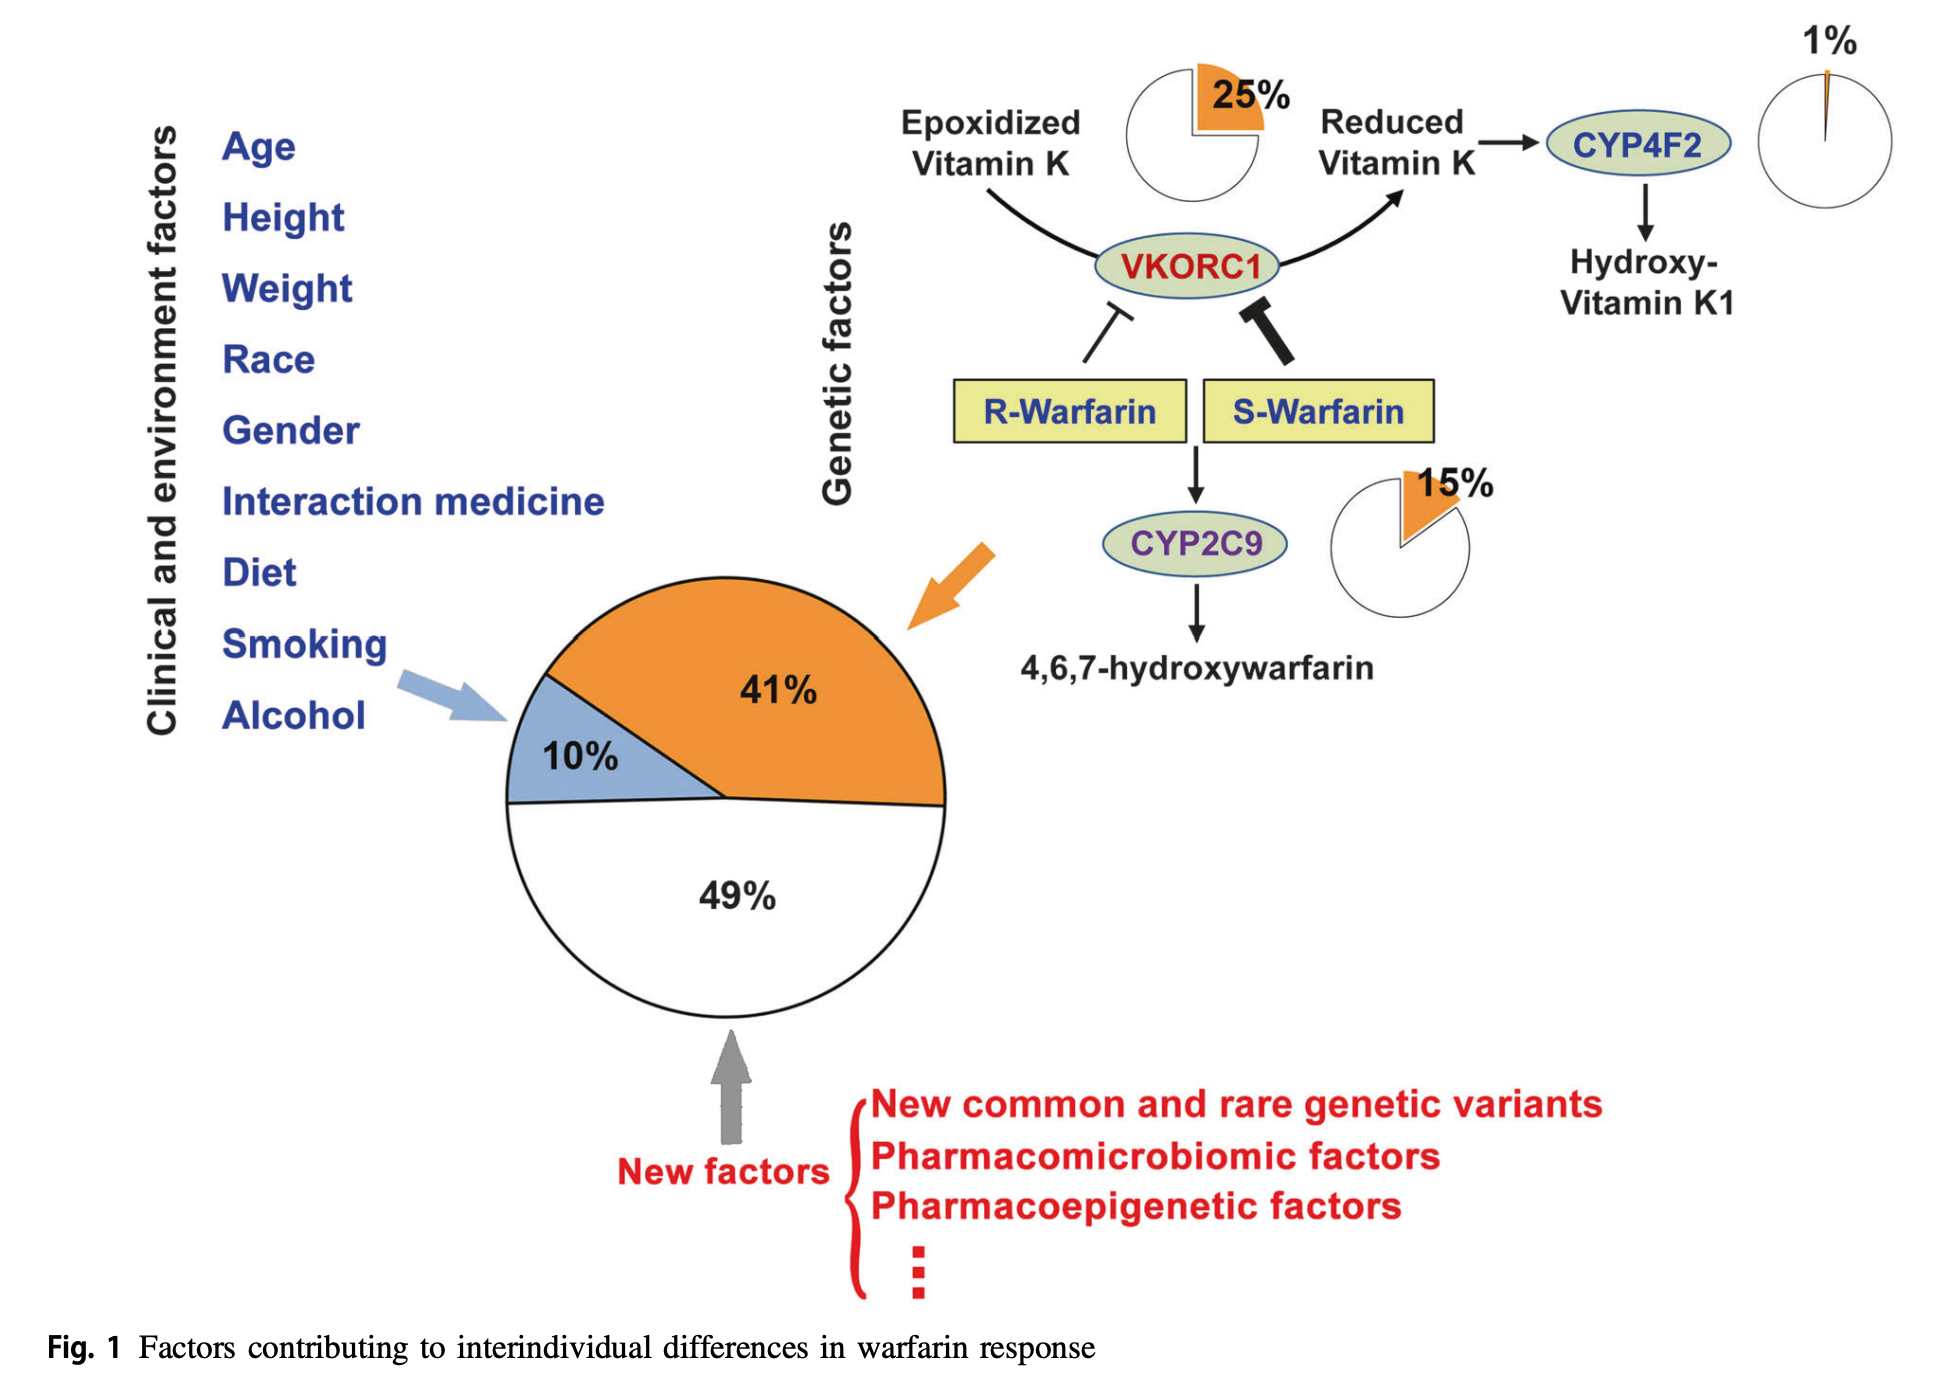 Clinical and environment factors
Age
Height
Weight
Race
Gender
Interaction medicine
Diet
Smoking
Alcohol
Genetic factors
Epoxidized
Vitamin K
25%
Reduced
Vitamin K
CYP4F2
1%
Hydroxy-
Vitamin K1
VKORC1
R-Warfarin
S-Warfarin
CYP2C9
15%
4,6,7-hydroxywarfarin
41%
10%
49%
New factors
New common and rare genetic variants
Pharmacomicrobiomic factors
Pharmacoepigenetic factors
Fig. 1 Factors contributing to interindividual differences in warfarin response